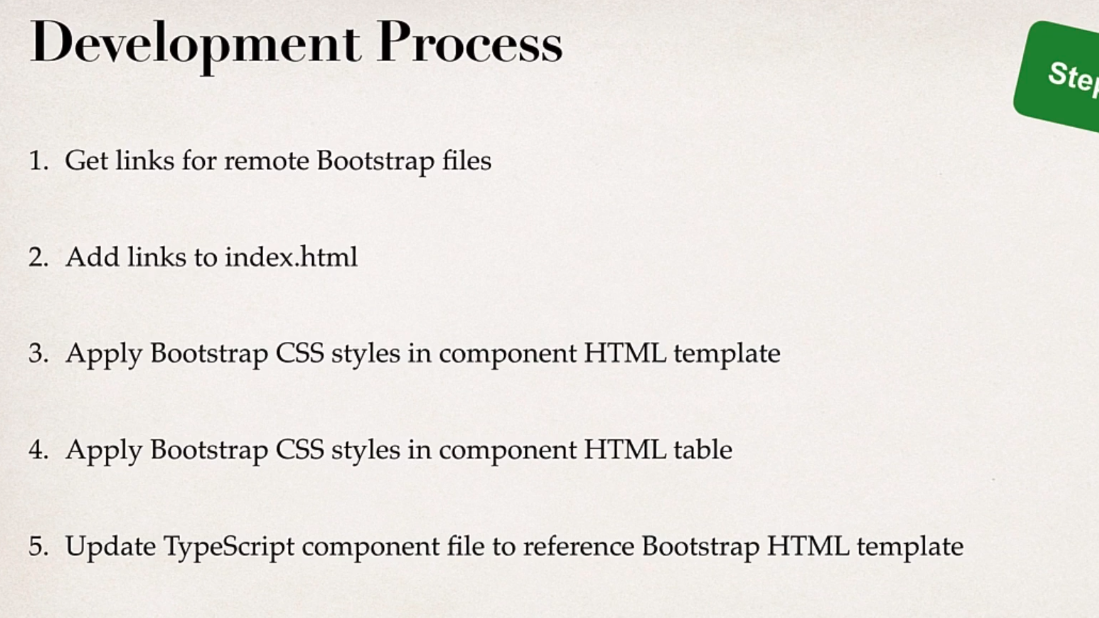 Development Process
1. Get links for remote Bootstrap files
2. Add links to index.html
3. Apply Bootstrap CSS styles in component HTML template
4. Apply Bootstrap CSS styles in component HTML table
5. Update TypeScript component file to reference Bootstrap HTML template